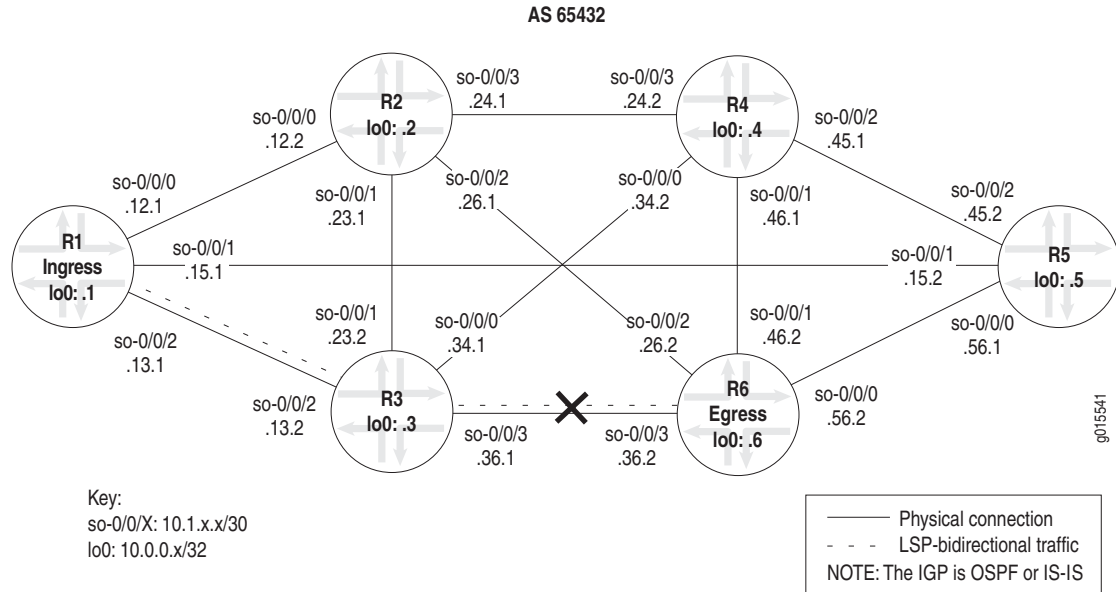 AS 65432
so-0/0/3
.24.1
so-0/0/3
.24.2
R2
lo0: .2
R4
lo0: .4
so-0/0/0
.12.2
so-0/0/2
.45.1
so-0/0/0
.12.1
so-0/0/1
.23.1
so-0/0/2
.26.1
so-0/0/0
.34.2
so-0/0/1
.46.1
so-0/0/2
.45.2
R1
Ingress
lo0: .1
so-0/0/1
.15.1
so-0/0/1
.15.2
R5
lo0: .5
so-0/0/2
.13.1
so-0/0/1
.23.2
so-0/0/0
.34.1
so-0/0/2
.26.2
so-0/0/1
.46.2
so-0/0/0
.56.1
so-0/0/2
.13.2
R3
lo0: .3
R6
Egress
lo0: .6
so-0/0/0
.56.2
so-0/0/3
.36.1
so-0/0/3
.36.2
g015541
Key:
so-0/0/X: 10.1.x.x/30
lo0: 10.0.0.x/32
Physical connection
LSP-bidirectional traffic
NOTE: The IGP is OSPF or IS-IS